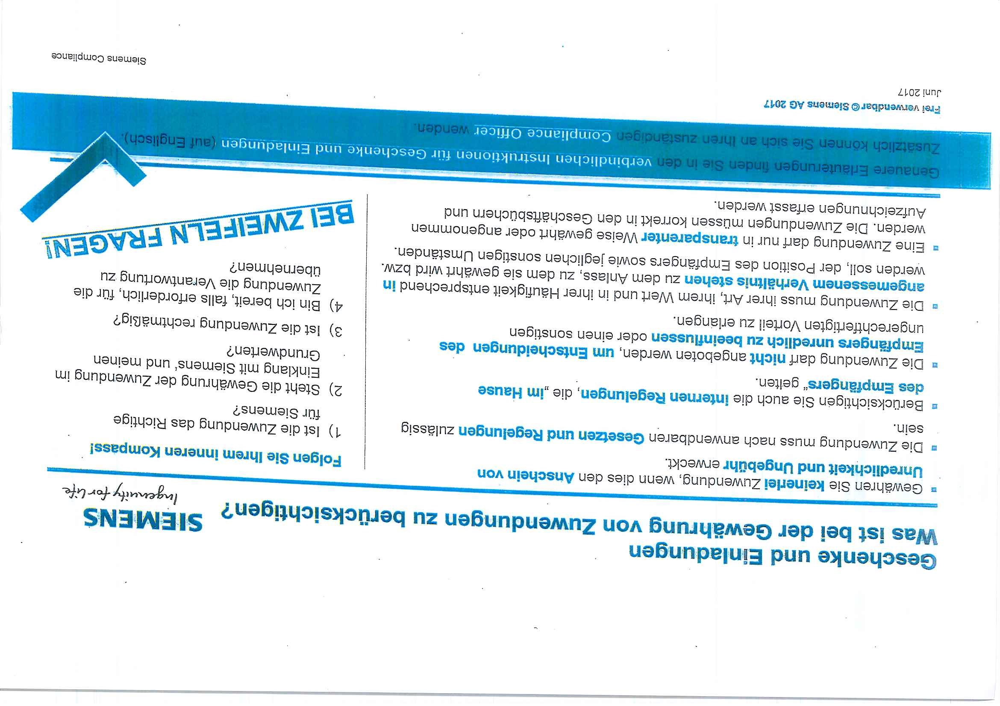 Geschenke und Einladungen
Was ist bei der Gewährung von Zuwendungen zu berücksichtigen?
SIEMENS
Ingenuity for life
▪ Gewähren Sie keinerlei Zuwendung, wenn dies den Anschein von
Unredlichkeit und Ungebühr erweckt.
▪ Die Zuwendung muss nach anwendbaren Gesetzen und Regelungen zulässig
sein.
▪ Berücksichtigen Sie auch die internen Regelungen, die „im Hause
des Empfängers“ gelten.
▪ Die Zuwendung darf nicht angeboten werden, um Entscheidungen des
Empfängers unredlich zu beeinflussen oder einen sonstigen
ungerechtfertigten Vorteil zu erlangen.
▪ Die Zuwendung muss ihrer Art, ihrem Wert und in ihrer Häufigkeit entsprechend in
angemessenem Verhältnis stehen zu dem Anlass, zu dem sie gewährt wird bzw.
werden soll, der Position des Empfängers sowie jeglichen sonstigen Umständen.
▪ Eine Zuwendung darf nur in transparenter Weise gewährt oder angenommen
werden. Die Zuwendungen müssen korrekt in den Geschäftsbüchern und
Aufzeichnungen erfasst werden.
Folgen Sie Ihrem inneren Kompass!
1) Ist die Zuwendung das Richtige
für Siemens?
2) Steht die Gewährung der Zuwendung im
Einklang mit Siemens‘ und meinen
Grundwerten?
3) Ist die Zuwendung rechtmäßig?
4) Bin ich bereit, falls erforderlich, für die
Zuwendung die Verantwortung zu
übernehmen?
BEI ZWEIFELN FRAGEN!
Genauere Erläuterungen finden Sie in den verbindlichen Instruktionen für Geschenke und Einladungen (auf Englisch).
Zusätzlich können Sie sich an Ihren zuständigen Compliance Officer wenden.
Frei verwendbar © Siemens AG 2017
Juni 2017
Siemens Compliance